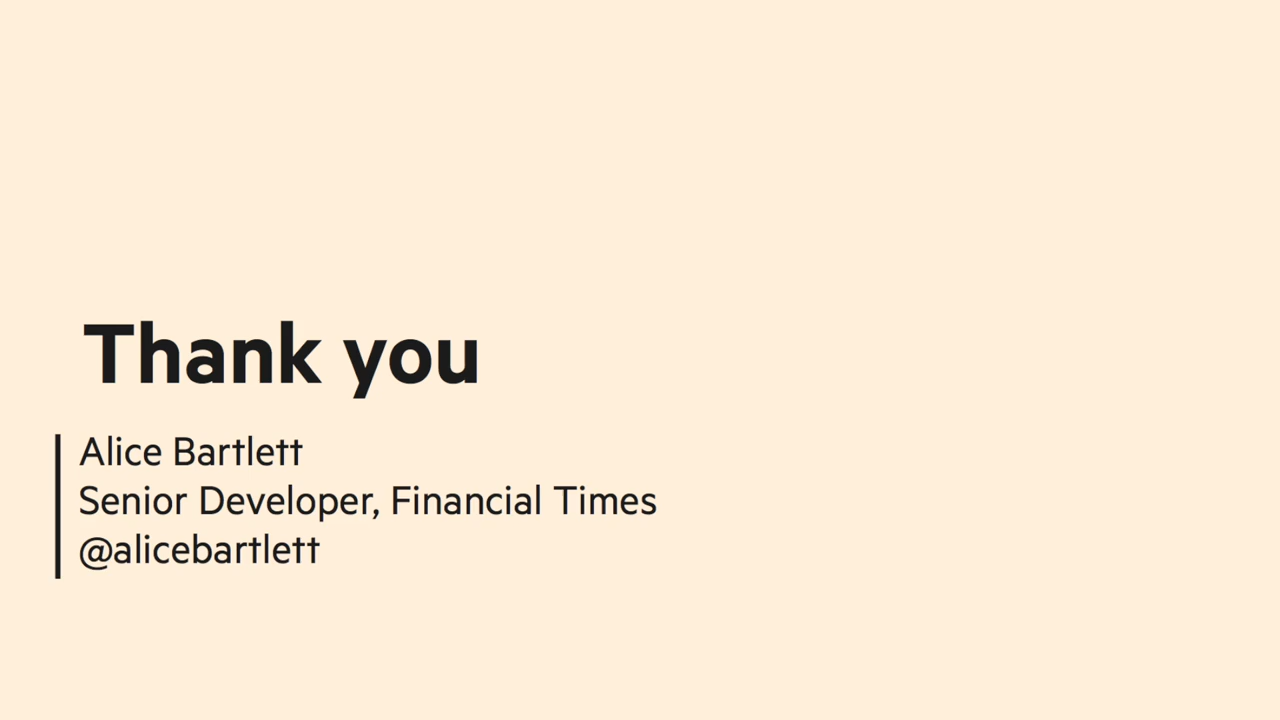 Thank you
Alice Bartlett
Senior Developer, Financial Times
@alicebartlett